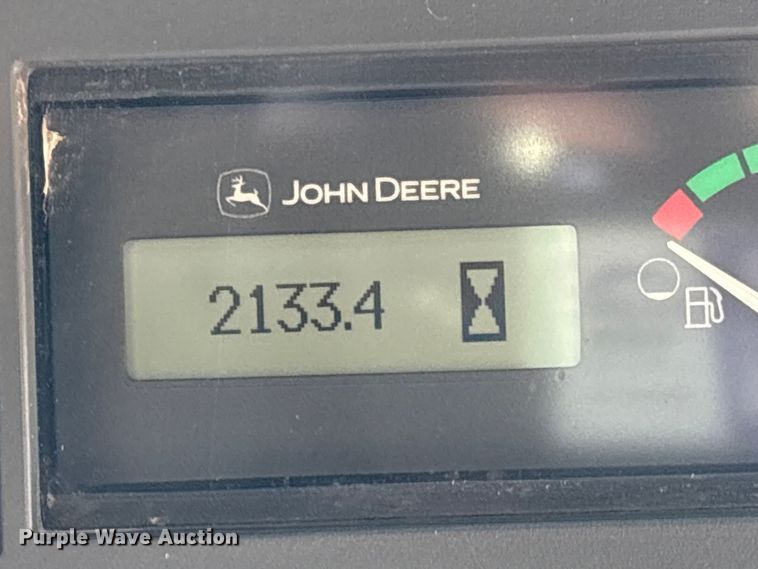 JOHN DEERE
2133.4
Purple Wave Auction